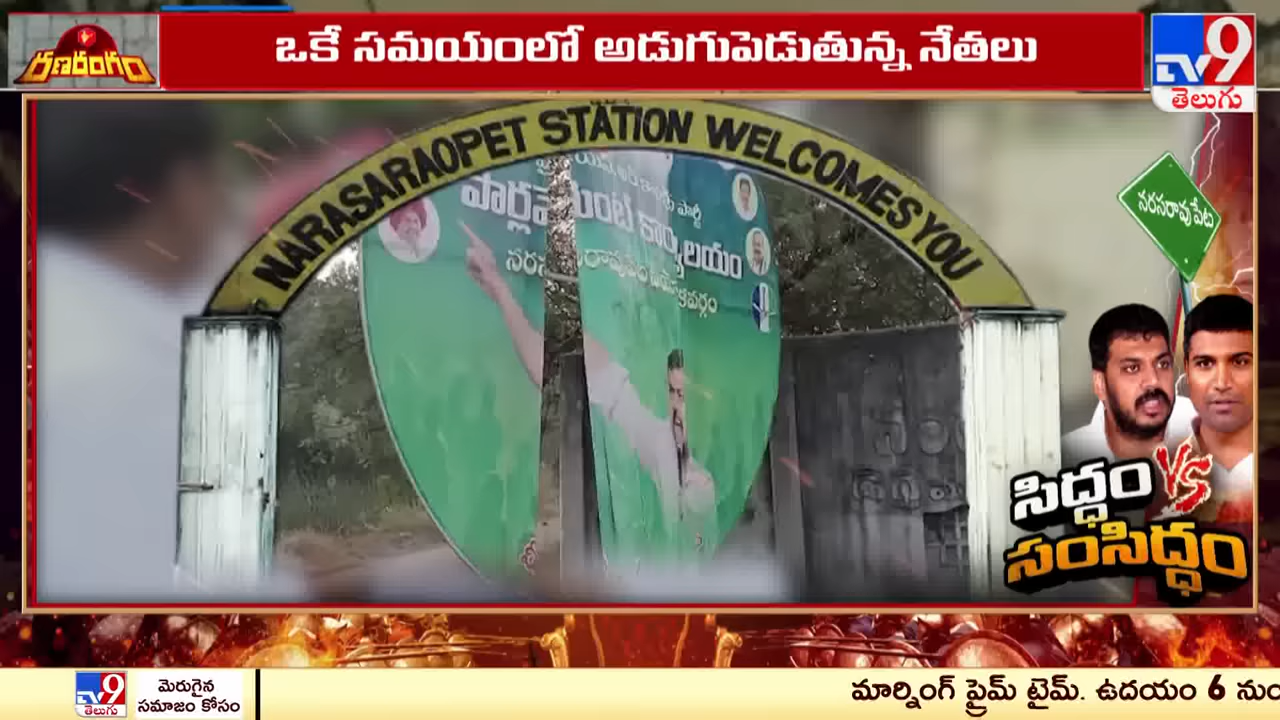 రణరంగం
ఒకే సమయంలో అడుగుపెడుతున్న నేతలు
TV9
తెలుగు
NARASARAOPET STATION WELCOMES YOU
పార్లమెంట్ కార్యాలయం
నరసరావుపేట
సిద్ధం VS
సంసిద్ధం
TV9
తెలుగు
మెరుగైన
సమాజం కోసం
మార్నింగ్ ప్రైమ్ టైమ్. ఉదయం 6 నుం